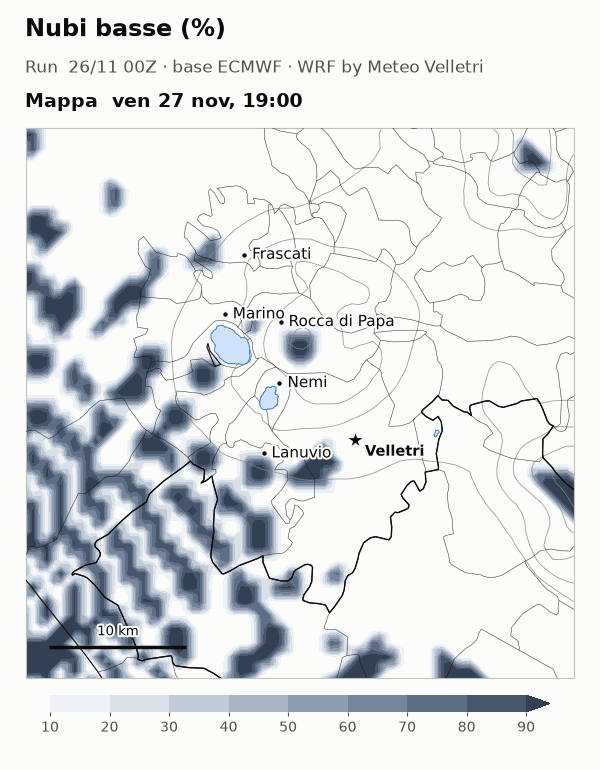 Nubi basse (%)
Run  26/11 00Z · base ECMWF · WRF by Meteo Velletri
Mappa  ven 27 nov, 19:00
Frascati
Marino
Rocca di Papa
Nemi
Velletri
Lanuvio
10 km
10 20 30 40 50 60 70 80 90